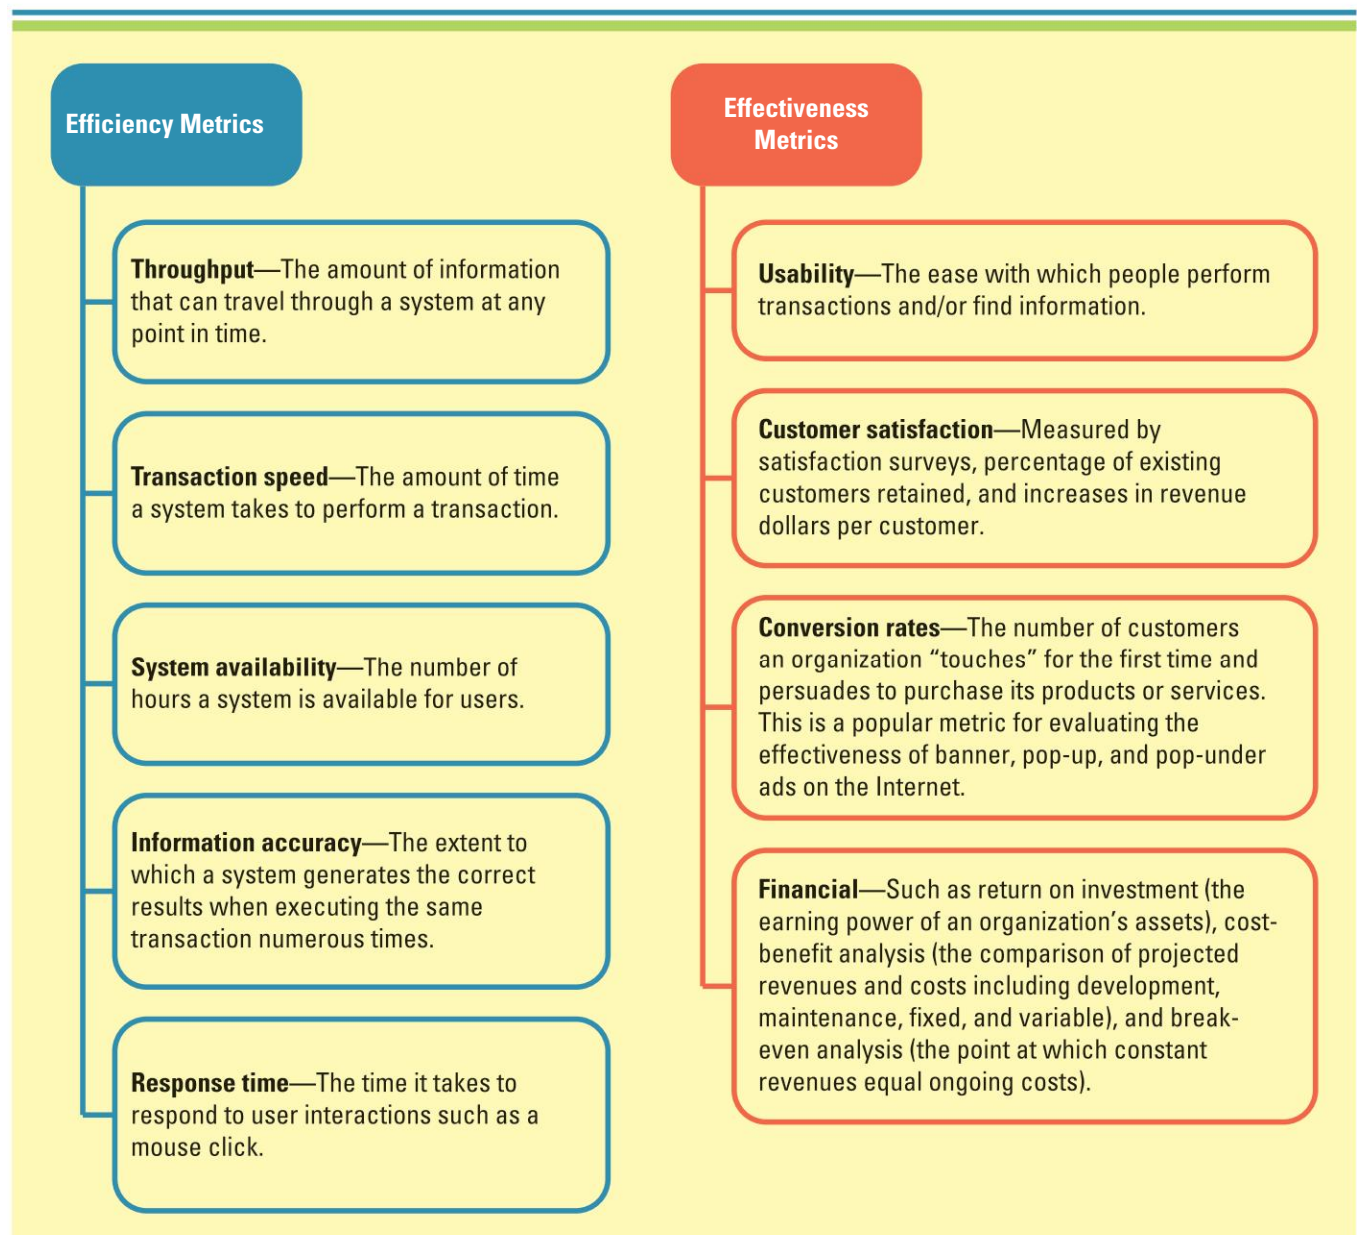 Efficiency Metrics
Throughput—The amount of information
that can travel through a system at any
point in time.
Transaction speed—The amount of time
a system takes to perform a transaction.
System availability—The number of
hours a system is available for users.
Information accuracy—The extent to
which a system generates the correct
results when executing the same
transaction numerous times.
Response time—The time it takes to
respond to user interactions such as a
mouse click.
Effectiveness
Metrics
Usability—The ease with which people perform
transactions and/or find information.
Customer satisfaction—Measured by
satisfaction surveys, percentage of existing
customers retained, and increases in revenue
dollars per customer.
Conversion rates—The number of customers
an organization “touches” for the first time and
persuades to purchase its products or services.
This is a popular metric for evaluating the
effectiveness of banner, pop-up, and pop-under
ads on the Internet.
Financial—Such as return on investment (the
earning power of an organization’s assets), cost-
benefit analysis (the comparison of projected
revenues and costs including development,
maintenance, fixed, and variable), and break-
even analysis (the point at which constant
revenues equal ongoing costs).